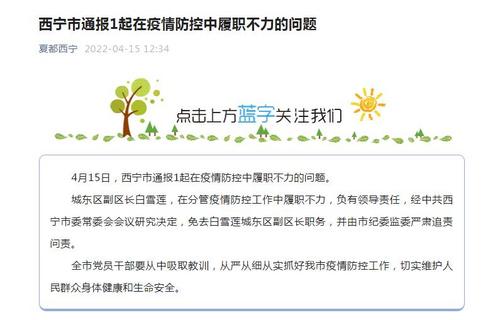 西宁市通报1起在疫情防控中履职不力的问题
夏都西宁 2022-04-15 12:34
点击上方蓝字关注我们
4月15日，西宁市通报1起在疫情防控中履职不力的问题。
城东区副区长白雪莲，在分管疫情防控工作中履职不力，负有领导责任，经中共西
宁市委常委会会议研究决定，免去白雪莲城东区副区长职务，并由市纪委监委严肃追责
问责。
全市党员干部要从中吸取教训，从严从细从实抓好我市疫情防控工作，切实维护人
民群众身体健康和生命安全。